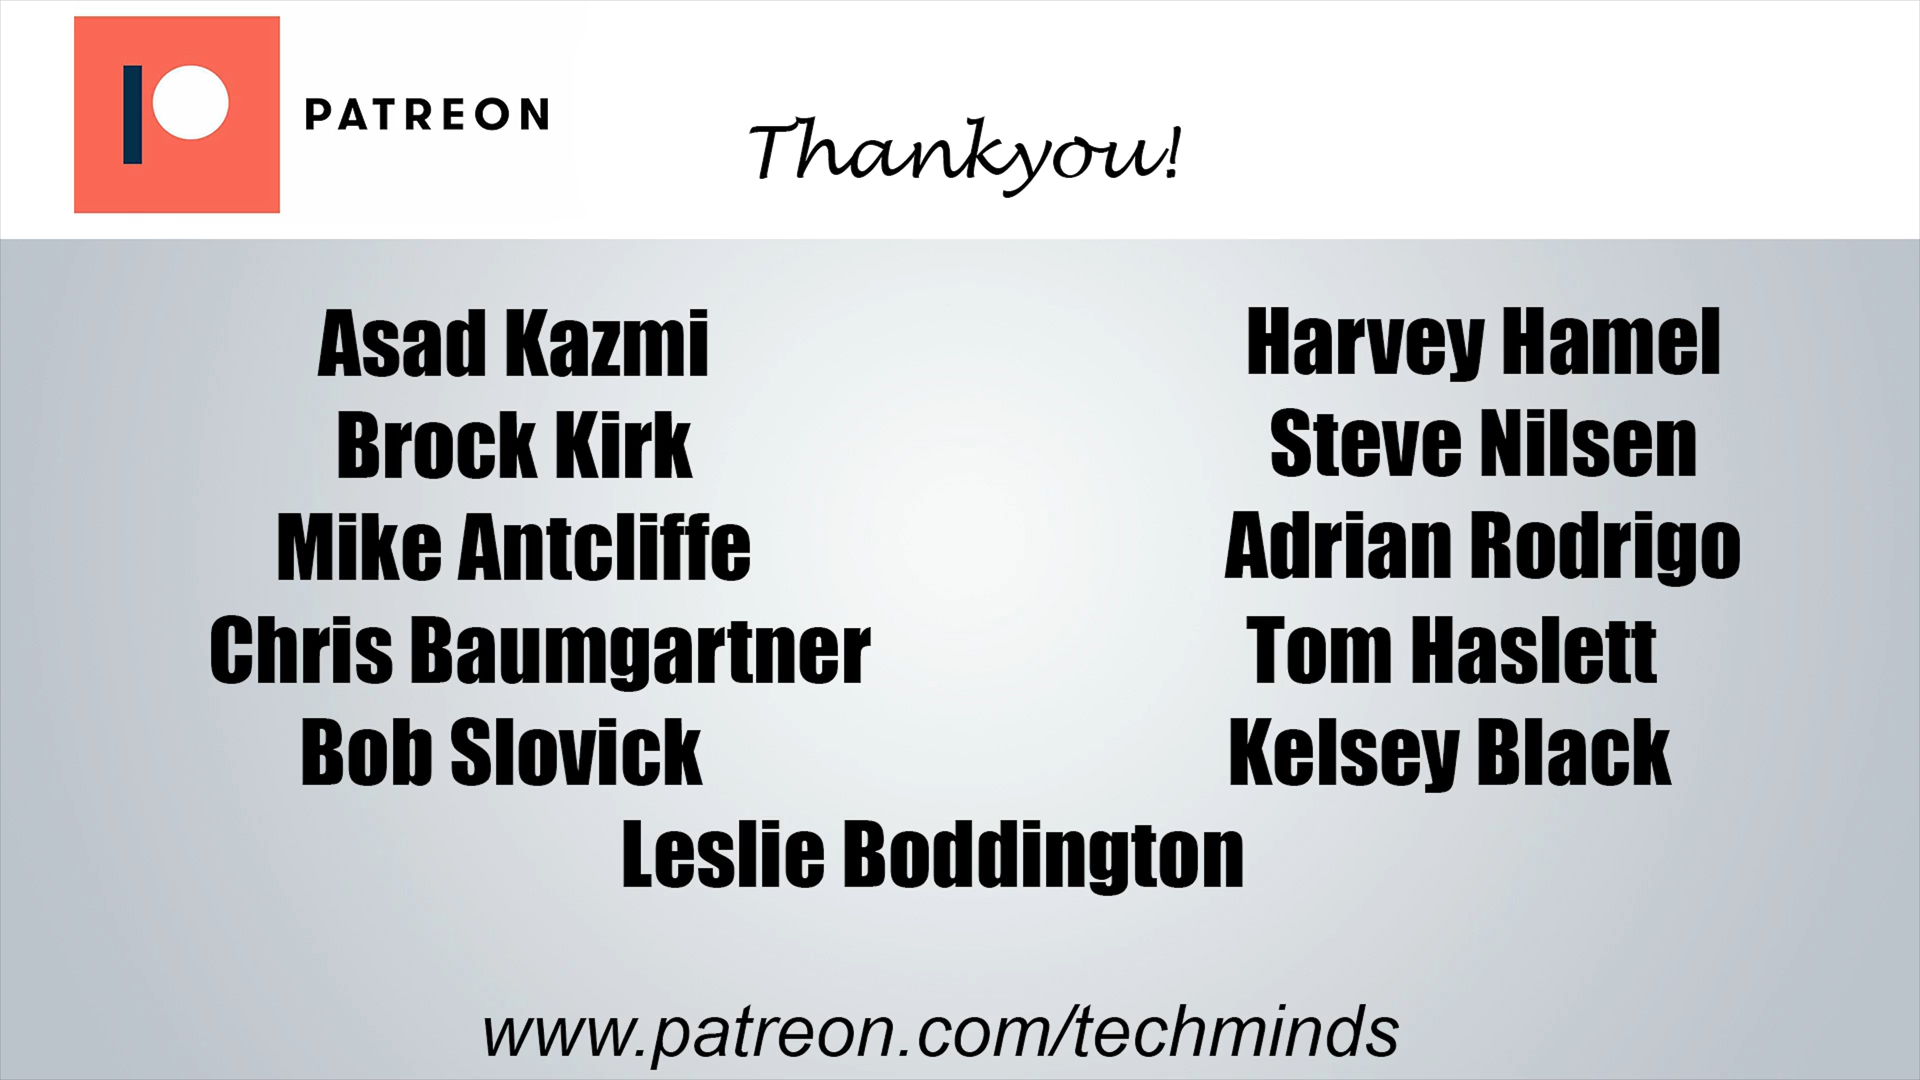 PATREON
Thankyou!
Asad Kazmi
Brock Kirk
Mike Antcliffe
Chris Baumgartner
Bob Slovick
Harvey Hamel
Steve Nilsen
Adrian Rodrigo
Tom Haslett
Kelsey Black
Leslie Boddington
www.patreon.com/techminds